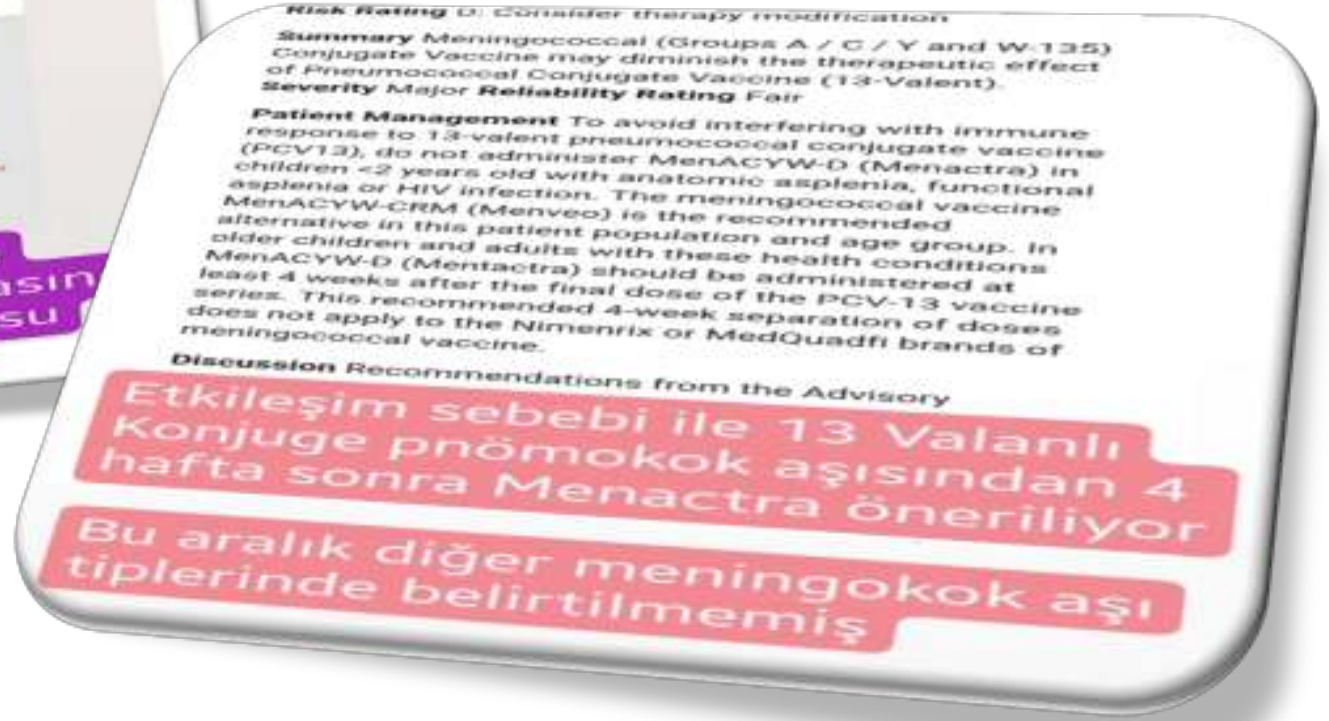 Risk Rating D: Consider therapy modification
Summary Meningococcal (Groups A / C / Y and W-135)
Conjugate Vaccine may diminish the therapeutic effect
of Pneumococcal Conjugate Vaccine (13-Valent).
Severity Major Reliability Rating Fair
Patient Management To avoid interfering with immune
response to 13-valent pneumococcal conjugate vaccine
(PCV13), do not administer MenACYW-D (Menactra) in
children <2 years old with anatomic asplenia, functional
asplenia or HIV infection. The meningococcal vaccine
MenACYW-CRM (Menveo) is the recommended
alternative in this patient population and age group. In
older children and adults with these health conditions
MenACYW-D (Mentactra) should be administered at
least 4 weeks after the final dose of the PCV-13 vaccine
series. This recommended 4-week separation of doses
does not apply to the Nimenrix or MedQuadfi brands of
meningococcal vaccine.
Discussion Recommendations from the Advisory
Etkileşim sebebi ile 13 Valanlı
Konjuge pnömokok aşısından 4
hafta sonra Menactra öneriliyor
Bu aralık diğer meningokok aşı
tiplerinde belirtilmemiş